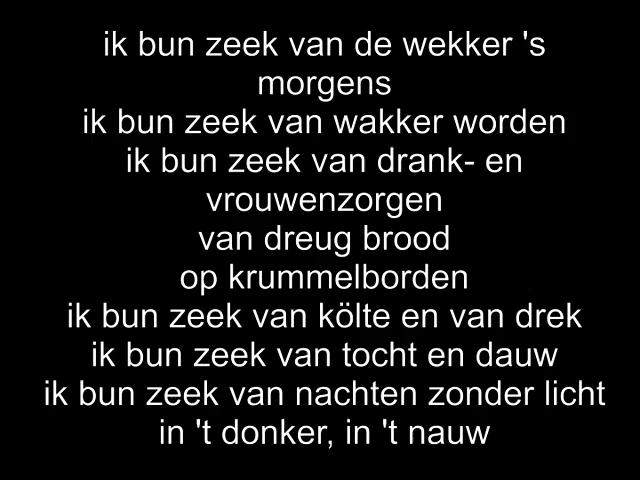 ik bun zeek van de wekker 's
morgens
ik bun zeek van wakker worden
ik bun zeek van drank- en
vrouwenzorgen
van dreug brood
op krummelborden
ik bun zeek van költe en van drek
ik bun zeek van tocht en dauw
ik bun zeek van nachten zonder licht
in 't donker, in 't nauw